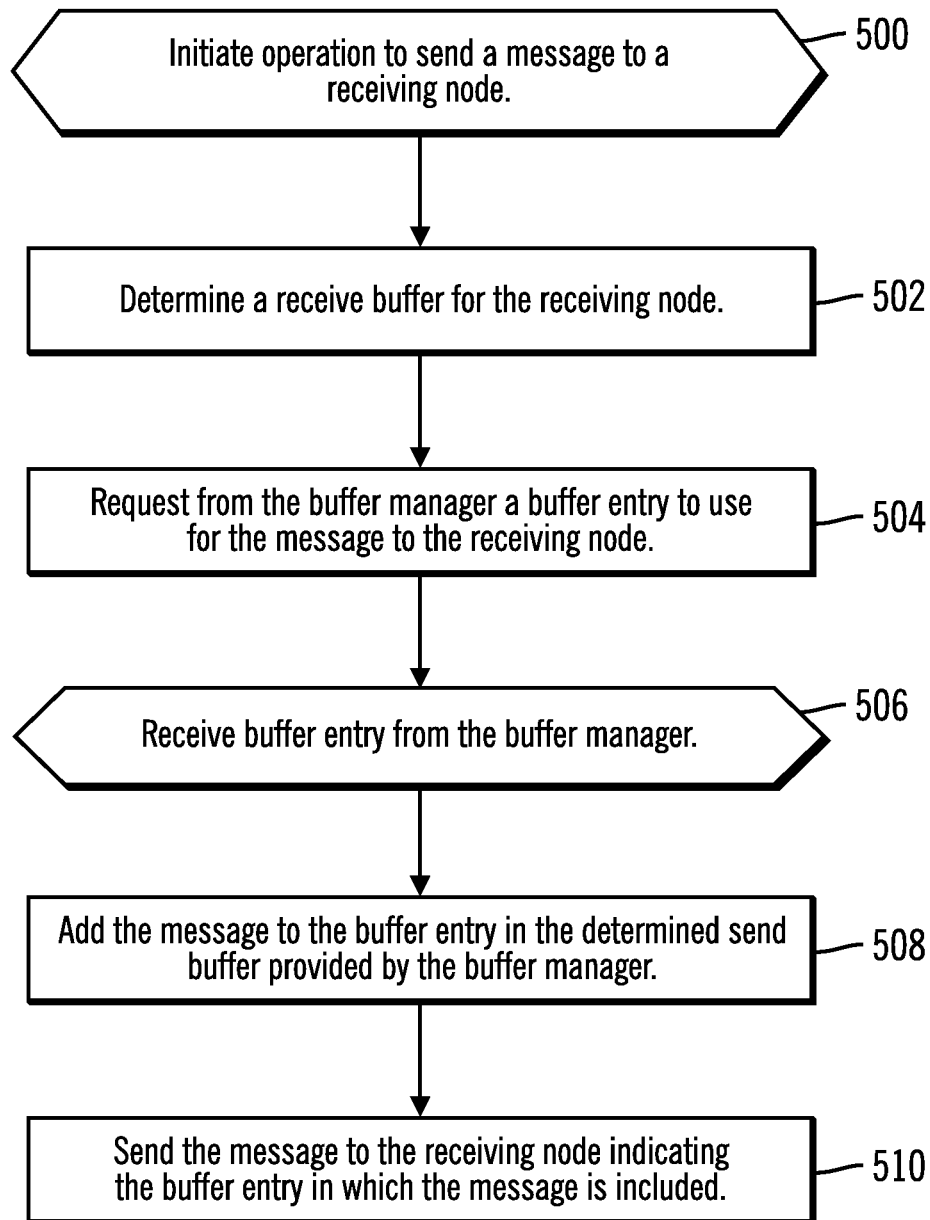 Initiate operation to send a message to a
receiving node.
500
Determine a receive buffer for the receiving node.
502
Request from the buffer manager a buffer entry to use
for the message to the receiving node.
504
Receive buffer entry from the buffer manager.
506
Add the message to the buffer entry in the determined send
buffer provided by the buffer manager.
508
Send the message to the receiving node indicating
the buffer entry in which the message is included.
510